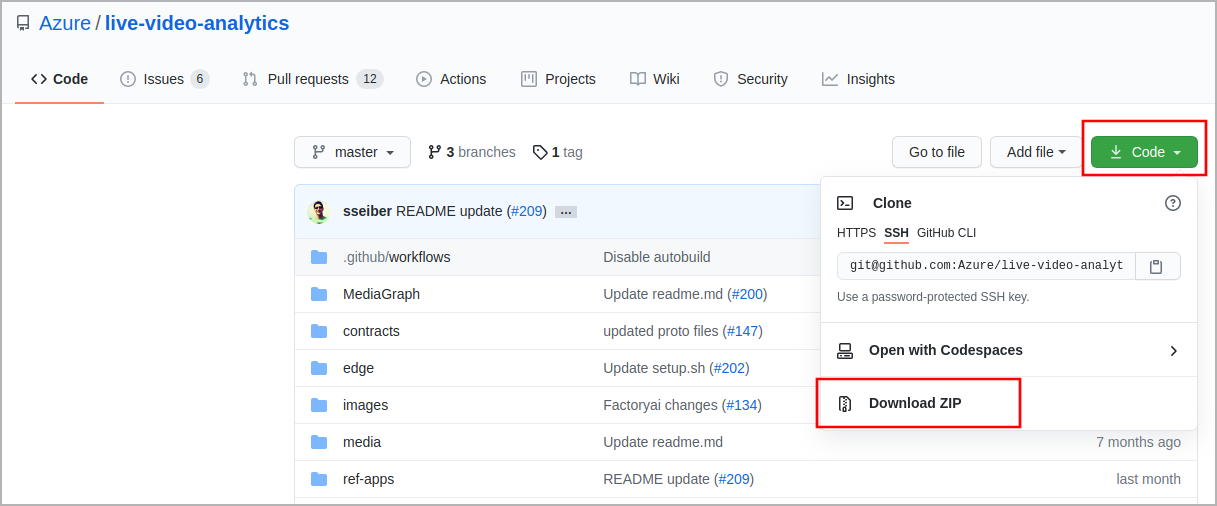 Azure / live-video-analytics
Code Issues 6 Pull requests 12 Actions Projects Wiki Security Insights
master 3 branches 1 tag Go to file Add file Code
sseiber README update (#209) ...
Clone
HTTPS SSH GitHub CLI
git@github.com:Azure/live-video-analyt
Use a password-protected SSH key.
Open with Codespaces
Download ZIP
.github/workflows Disable autobuild
MediaGraph Update readme.md (#200)
contracts updated proto files (#147)
edge Update setup.sh (#202)
images Factoryai changes (#134)
media Update readme.md 7 months ago
ref-apps README update (#209) last month